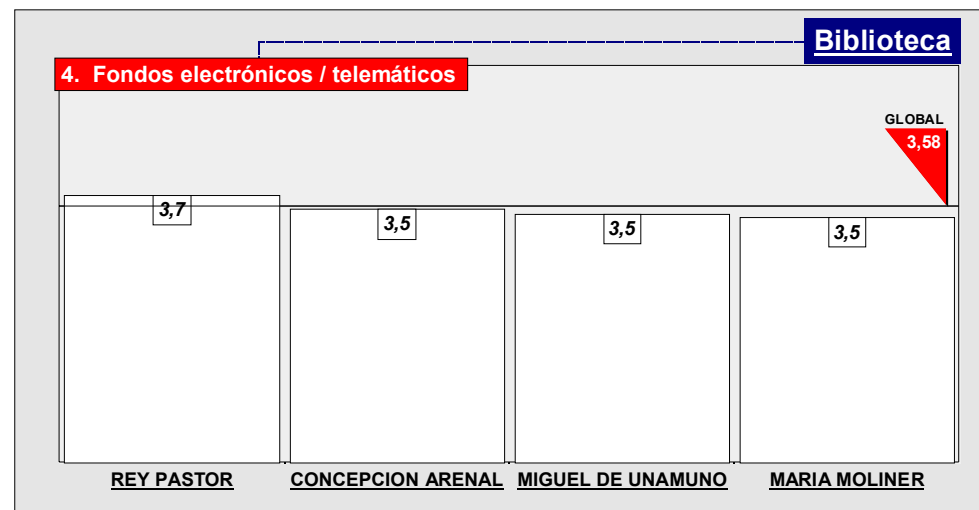 Biblioteca
4. Fondos electrónicos / telemáticos
GLOBAL
3,58
3,7
3,5
3,5
3,5
REY PASTOR
CONCEPCION ARENAL
MIGUEL DE UNAMUNO
MARIA MOLINER